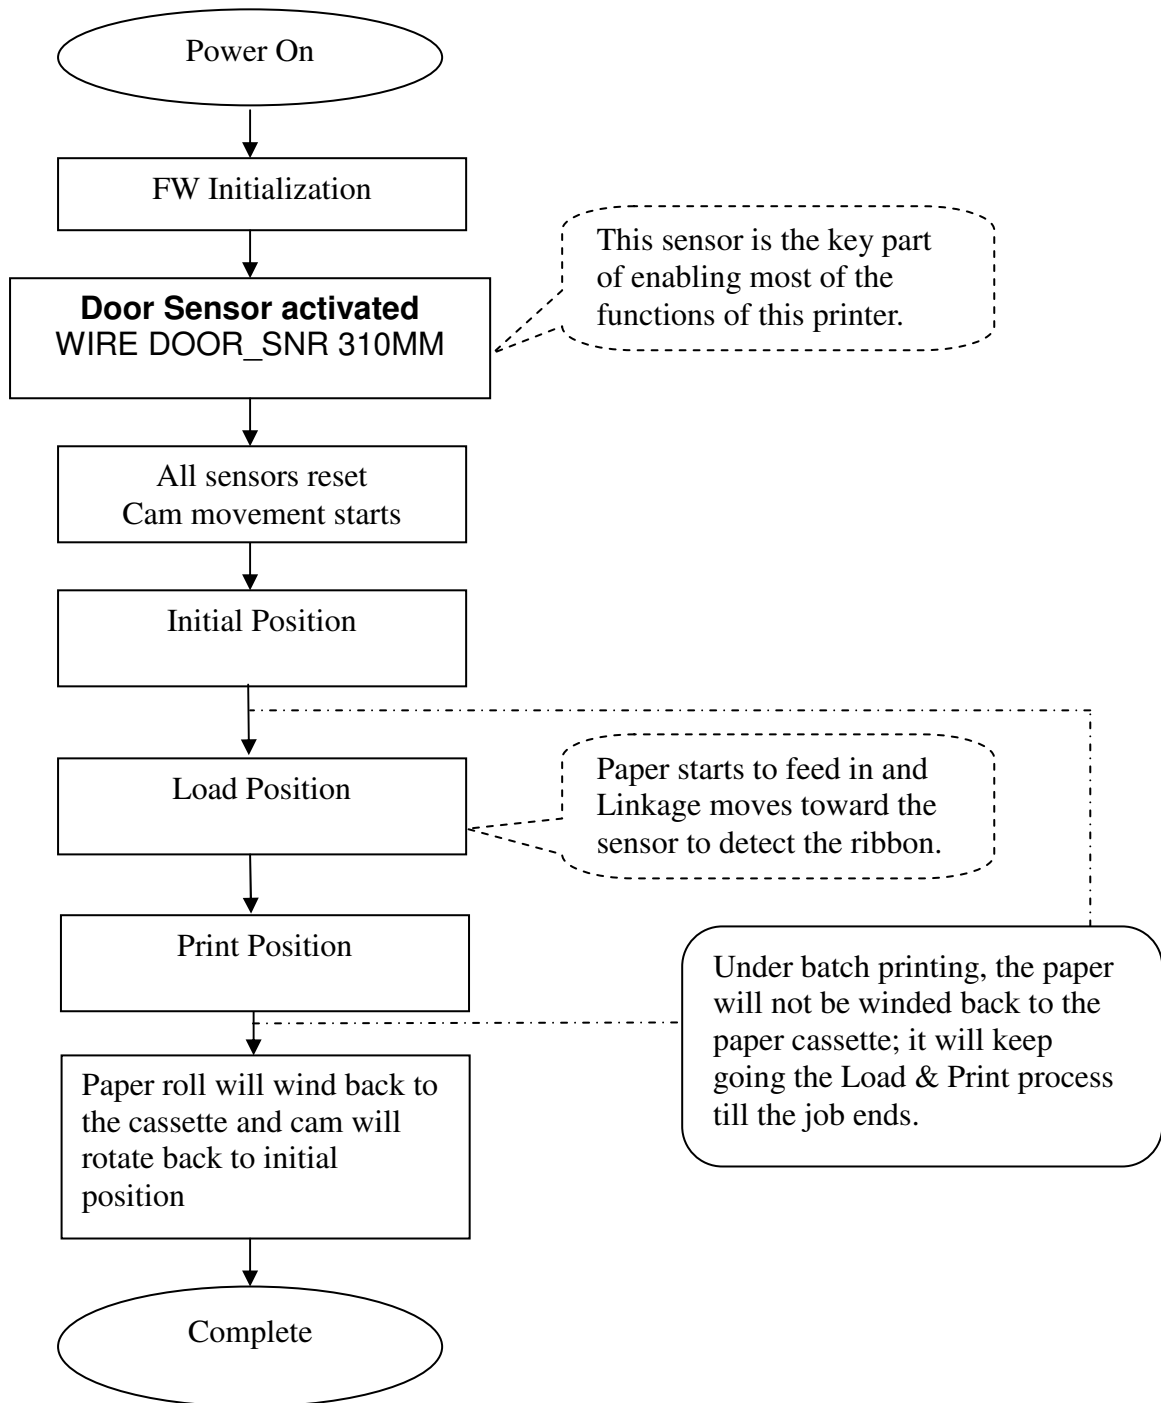 Power On
FW Initialization
This sensor is the key part
of enabling most of the
functions of this printer.
Door Sensor activated
WIRE DOOR_SNR 310MM
All sensors reset
Cam movement starts
Initial Position
Load Position
Paper starts to feed in and
Linkage moves toward the
sensor to detect the ribbon.
Print Position
Under batch printing, the paper
will not be winded back to the
paper cassette; it will keep
going the Load & Print process
till the job ends.
Paper roll will wind back to
the cassette and cam will
rotate back to initial
position
Complete